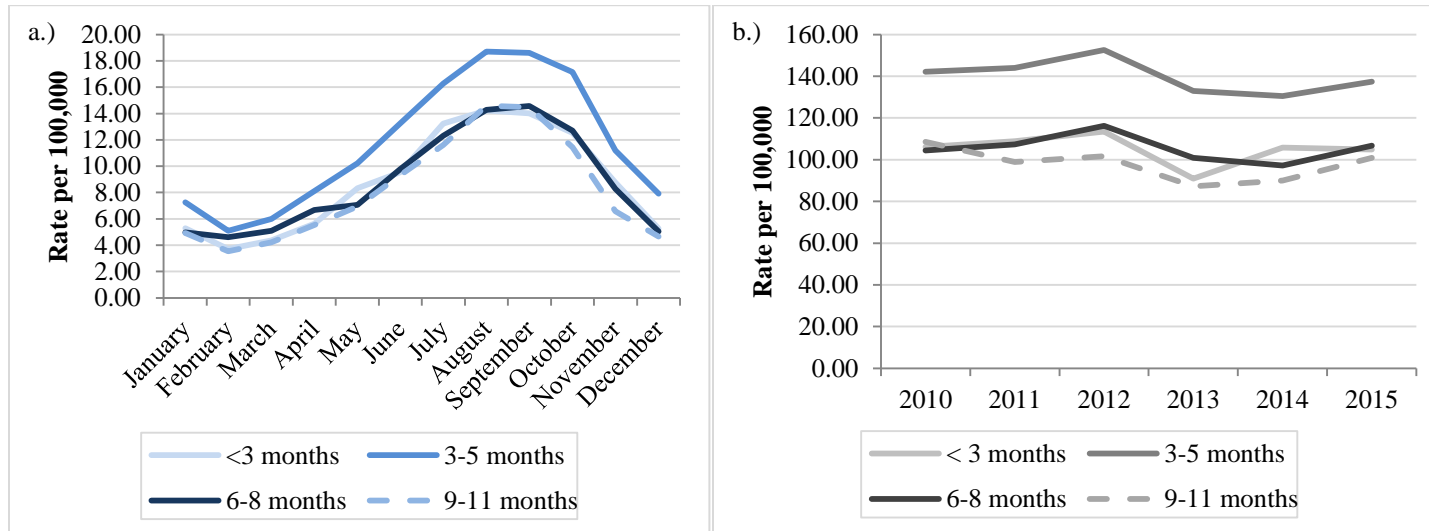 a.)
Rate per 100,000
20.00
18.00
16.00
14.00
12.00
10.00
8.00
6.00
4.00
2.00
0.00
January
February
March
April
May
June
July
August
September
October
November
December
<3 months
3-5 months
6-8 months
9-11 months
b.)
Rate per 100,000
160.00
140.00
120.00
100.00
80.00
60.00
40.00
20.00
0.00
2010 2011 2012 2013 2014 2015
< 3 months
3-5 months
6-8 months
9-11 months